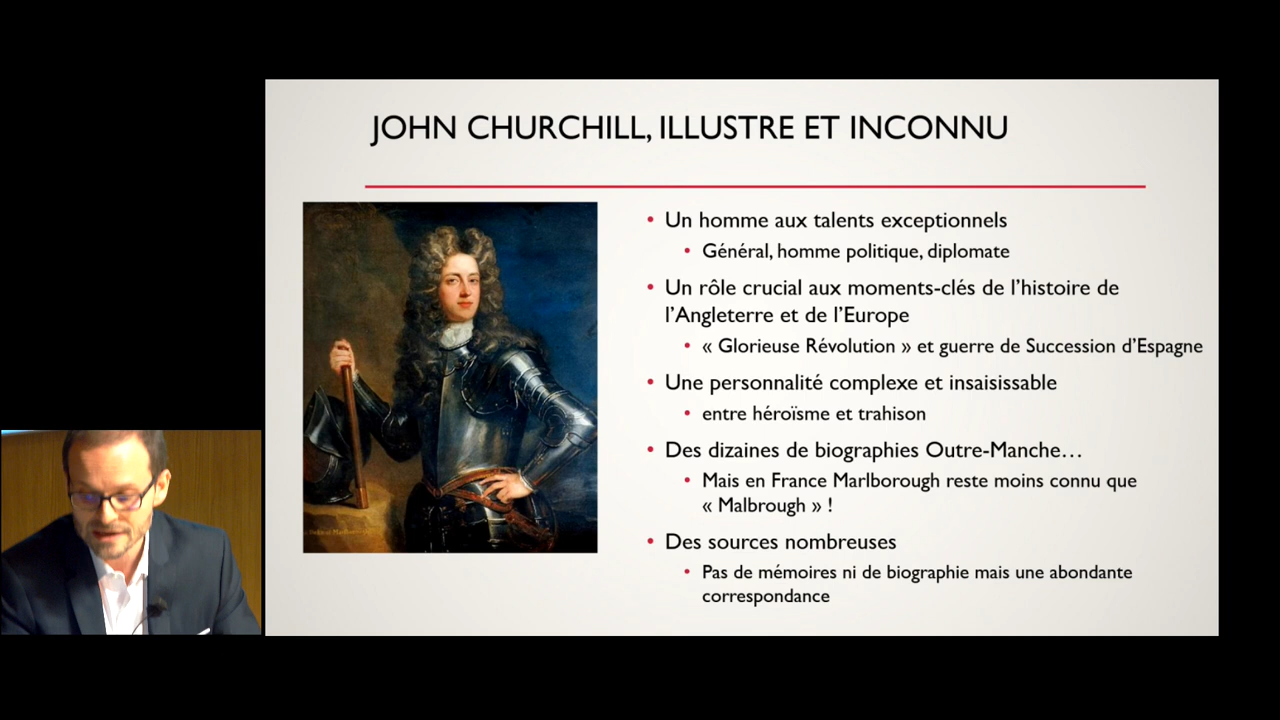 JOHN CHURCHILL, ILLUSTRE ET INCONNU
• Un homme aux talents exceptionnels
• Général, homme politique, diplomate
• Un rôle crucial aux moments-clés de l'histoire de
l'Angleterre et de l'Europe
• « Glorieuse Révolution » et guerre de Succession d'Espagne
• Une personnalité complexe et insaisissable
• entre héroïsme et trahison
• Des dizaines de biographies Outre-Manche…
• Mais en France Marlborough reste moins connu que
« Malbrough » !
• Des sources nombreuses
• Pas de mémoires ni de biographie mais une abondante
correspondance